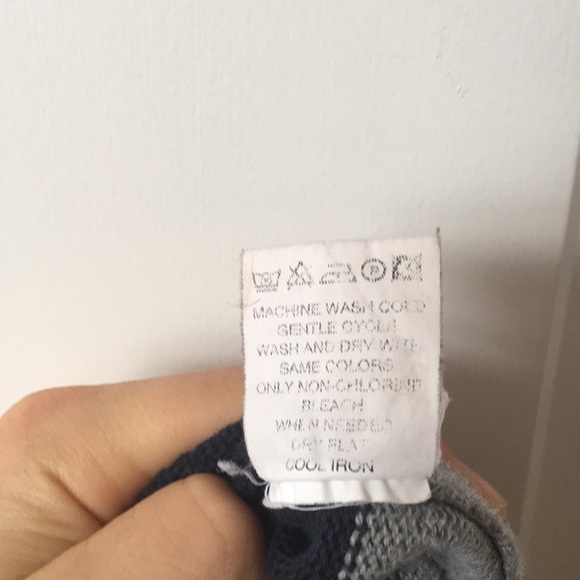 P
MACHINE WASH COLD
GENTLE CYCLE
WASH AND DRY WITH
SAME COLORS
ONLY NON-CHLORINE
BLEACH
WHEN NEEDED
DRY FLAT
COOL IRON